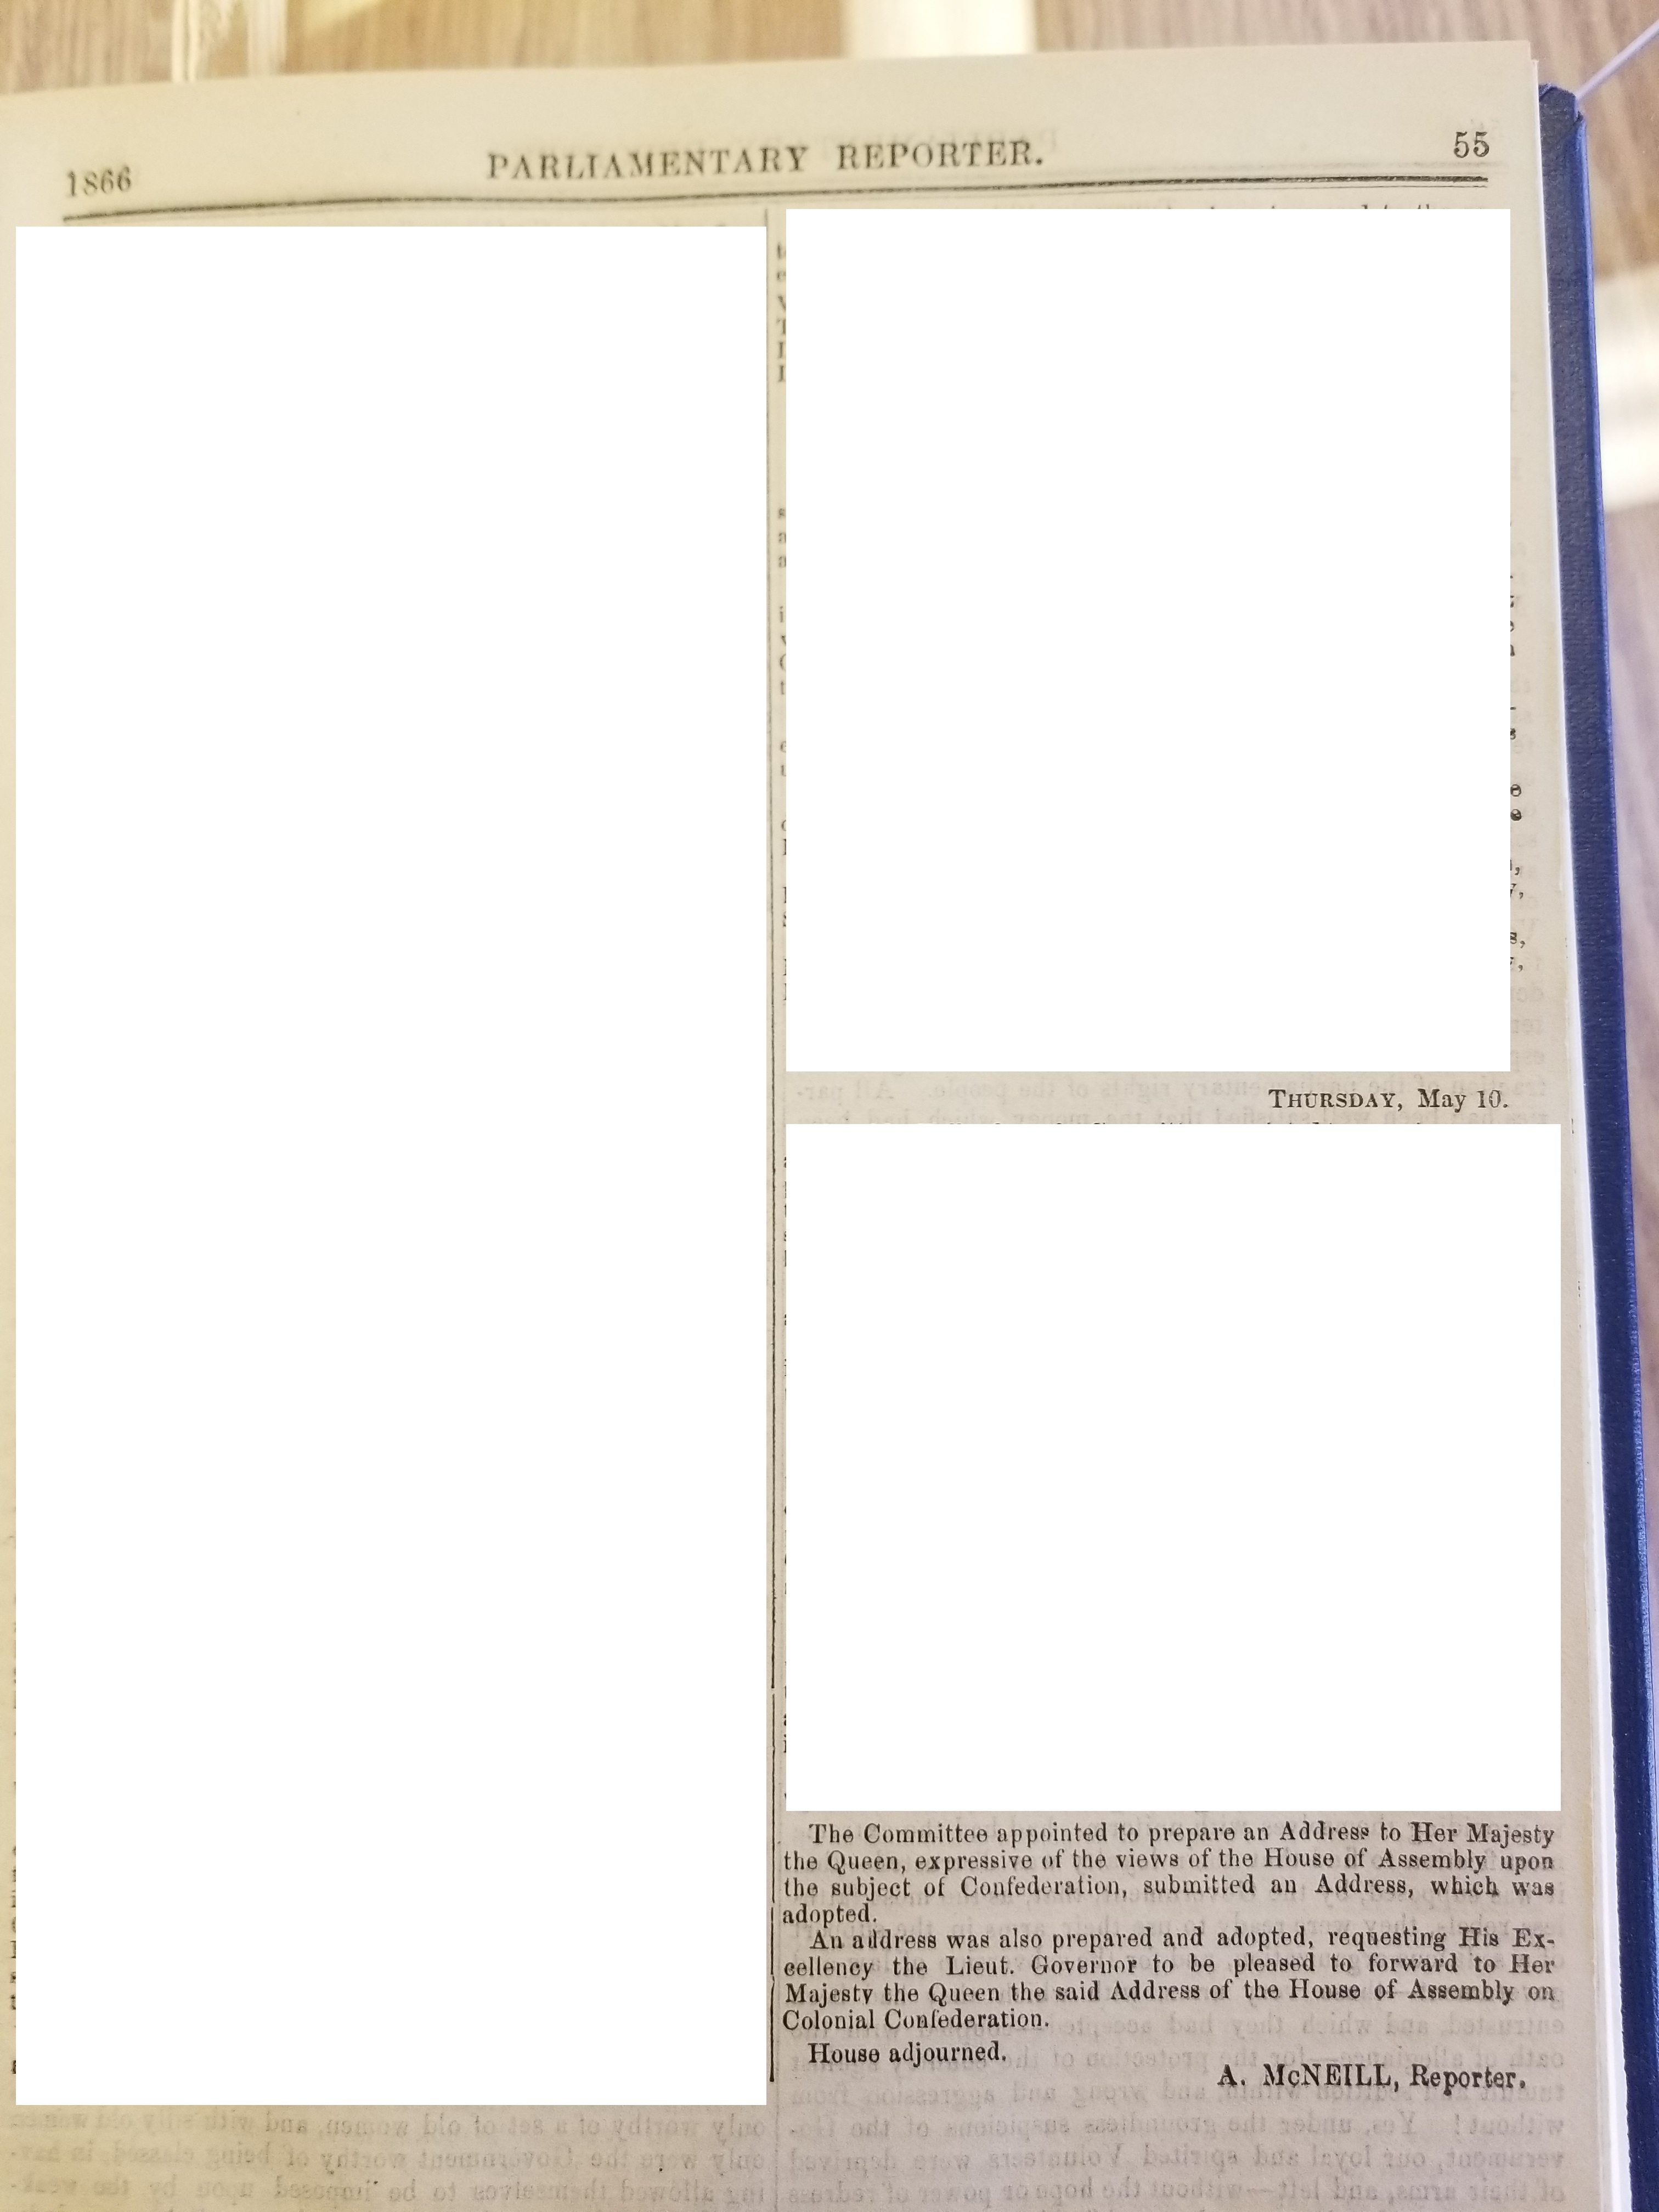 1866 PARLIAMENTARY REPORTER. 55
THURSDAY, May 10.
The Committee appointed to prepare an Address to Her Majesty
the Queen, expressive of the views of the House of Assembly upon
the subject of Confederation, submitted an Address, which was
adopted.
An address was also prepared and adopted, requesting His Ex-
cellency the Lieut. Governor to be pleased to forward to Her
Majesty the Queen the said Address of the House of Assembly on
Colonial Confederation.
House adjourned.
A. McNEILL, Reporter.